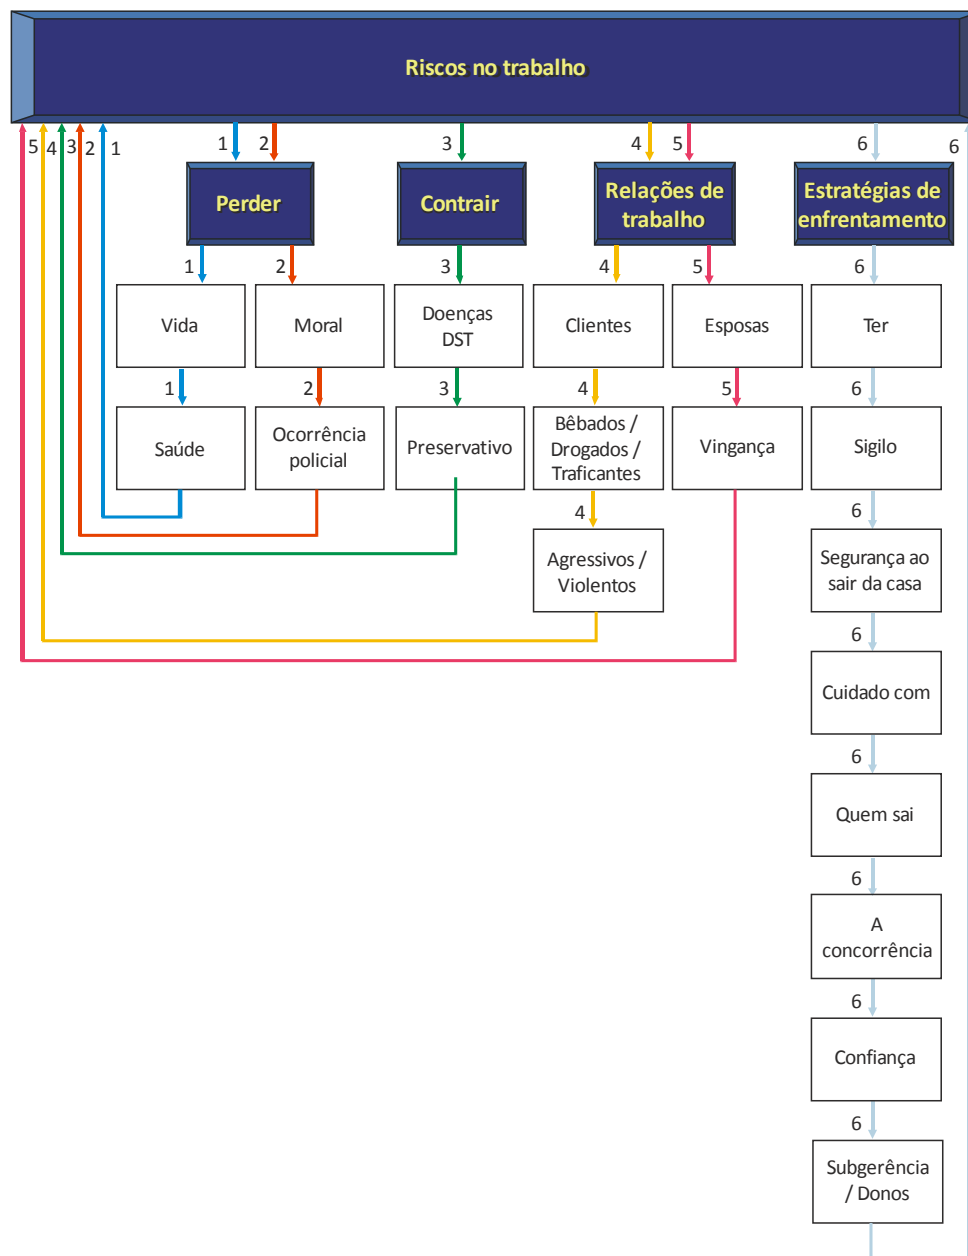 Riscos no trabalho
5 4 3 2 1 1 2 3 4 5 6 6
Perder
Contrair
Relações de
trabalho
Estratégias de
enfrentamento
1 2 3 4 5 6
Vida
Moral
Doenças
DST
Clientes
Esposas
Ter
1 2 3 4 5 6
Saúde
Ocorrência
policial
Preservativo
Bêbados /
Drogados /
Traficantes
Vingança
Sigilo
4 6
Agressivos /
Violentos
Segurança ao
sair da casa
6
Cuidado com
6
Quem sai
6
A
concorrência
6
Confiança
6
Subgerência
/ Donos